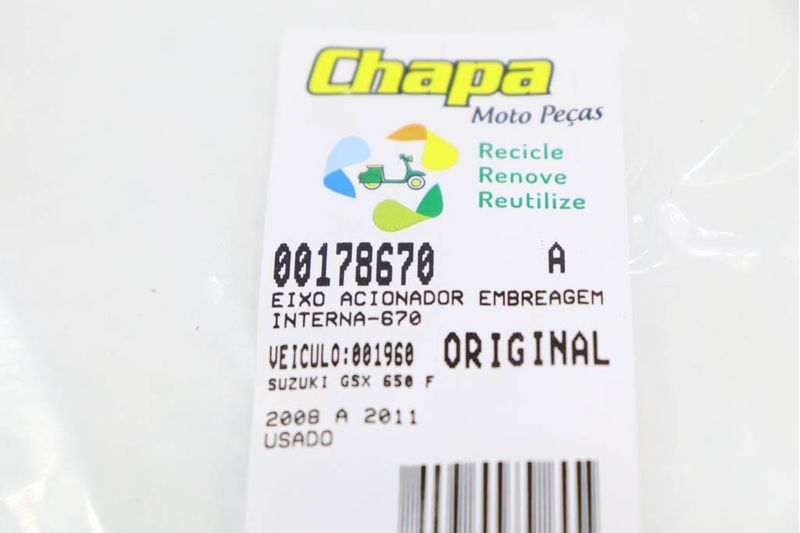 Chapa
Moto Peças
Recicle
Renove
Reutilize
00178670 A
EIXO ACIONADOR EMBREAGEM
INTERNA-670
VEICULO:001960 ORIGINAL
SUZUKI GSX 650 F
2008 A 2011
USADO